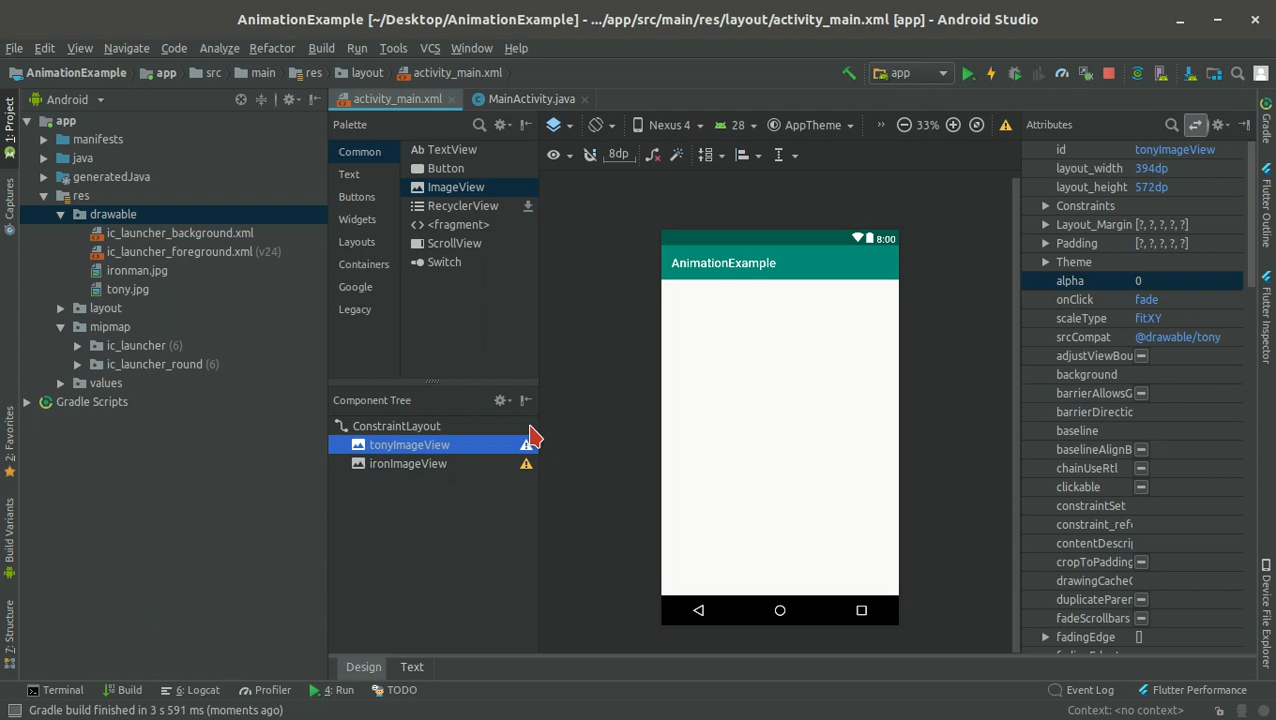 AnimationExample [~/Desktop/AnimationExample] - .../app/src/main/res/layout/activity_main.xml [app] - Android Studio
File Edit View Navigate Code Analyze Refactor Build Run Tools VCS Window Help
AnimationExample app src main res layout activity_main.xml app
Android activity_main.xml MainActivity.java
1: Project
Captures
2: Favorites
Build Variants
7: Structure
app
manifests
java
generatedJava
res
drawable
ic_launcher_background.xml
ic_launcher_foreground.xml (v24)
ironman.jpg
tony.jpg
layout
mipmap
ic_launcher (6)
ic_launcher_round (6)
values
Gradle Scripts
Palette
Common
Text
Buttons
Widgets
Layouts
Containers
Google
Legacy
Ab TextView
Button
ImageView
RecyclerView
<fragment>
ScrollView
Switch
Component Tree
ConstraintLayout
tonyImageView
ironImageView
Nexus 4 28 AppTheme » 33%
8dp
8:00
AnimationExample
Design Text
Attributes
id tonyImageView
layout_width 394dp
layout_height 572dp
Constraints
Layout_Margin [?, ?, ?, ?, ?]
Padding [?, ?, ?, ?, ?]
Theme
alpha 0
onClick fade
scaleType fitXY
srcCompat @drawable/tony
adjustViewBou
background
barrierAllowsG
barrierDirectio
baseline
baselineAlignB
chainUseRtl
clickable
constraintSet
constraint_refe
contentDescri
cropToPadding
drawingCacheQ
duplicateParen
fadeScrollbars
fadingEdge []
Gradle
Flutter Outline
Flutter Inspector
Device File Explorer
Terminal Build 6: Logcat Profiler 4: Run TODO Event Log Flutter Performance
Gradle build finished in 3 s 591 ms (moments ago) Context: <no context>